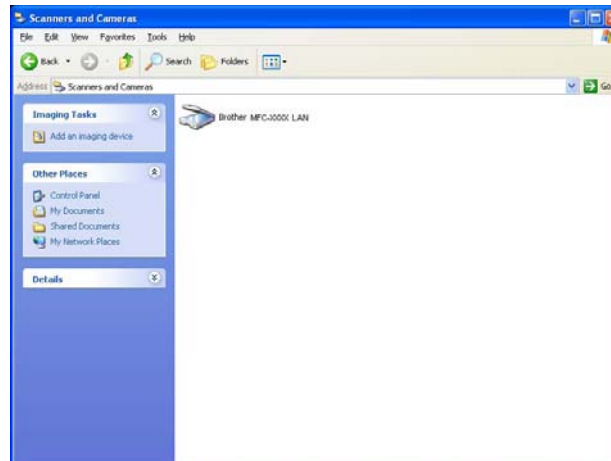 Scanners and Cameras
File Edit View Favorites Tools Help
Back Search Folders
Address Scanners and Cameras Go
Imaging Tasks
Add an imaging device
Other Places
Control Panel
My Documents
Shared Documents
My Network Places
Details
Brother MFC-XXXX LAN